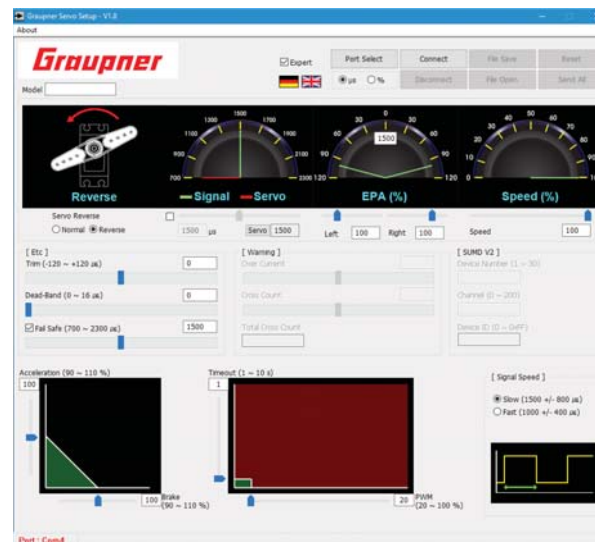 Graupner Servo Setup - V1.0
About
Graupner
Expert
Port Select
Connect
File Save
Reset
µs
%
Disconnect
File Open
Send All
Model
1300 1500 1700
1100 1900
900 2100
700 2300
Signal Servo
30 0 30
60 60
90 90
120 120
1500
EPA (%)
40 50 60
30
20
10
0
Speed (%)
Reverse
Servo Reverse
Normal Reverse
1500 µs
Servo 1500
Left 100 Right 100
Speed 100
[ Etc ]
Trim (-120 ~ +120 µs) 0
Dead-Band (0 ~ 16 µs) 0
Fail Safe (700 ~ 2300 µs) 1500
[ Warning ]
Over Current
Cross Count
Total Cross Count
[ SUMD V2 ]
Device Number (1 ~ 30)
Channel (0 ~ 200)
Device ID (0 ~ 0xFF)
Acceleration (90 ~ 110 %)
100
100 Brake
(90 ~ 110 %)
Timeout (1 ~ 10 s)
1
20 PWM
(20 ~ 100 %)
[ Signal Speed ]
Slow (1500 +/- 800 µs)
Fast (1000 +/- 400 µs)
Port : Com4